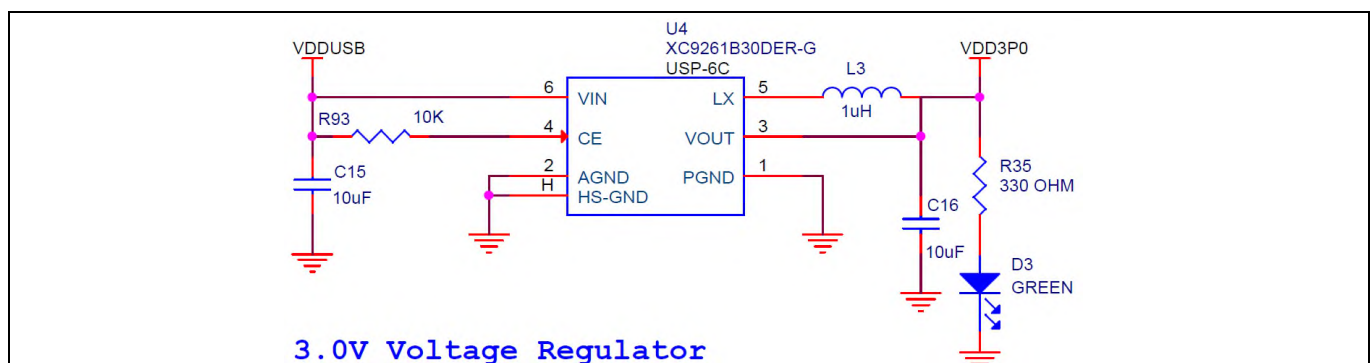 U4
XC9261B30DER-G
USP-6C
VDDUSB
VDD3P0
L3
1uH
R93
10K
6
VIN
LX
5
4
CE
VOUT
3
2
AGND
PGND
1
H
HS-GND
C15
10uF
R35
330 OHM
C16
10uF
D3
GREEN
3.0V Voltage Regulator